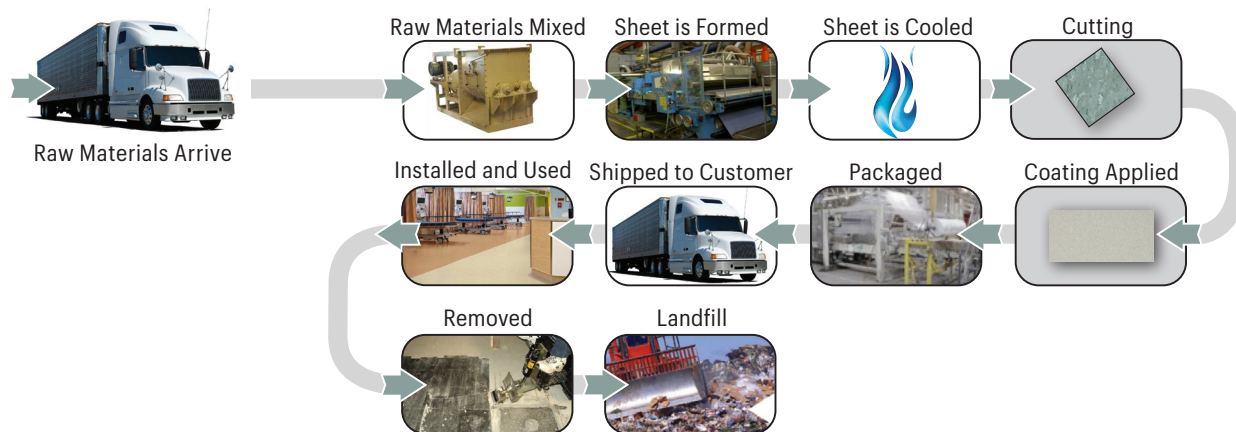 Raw Materials Arrive
Raw Materials Mixed
Sheet is Formed
Sheet is Cooled
Cutting
Coating Applied
Packaged
Shipped to Customer
Installed and Used
Removed
Landfill